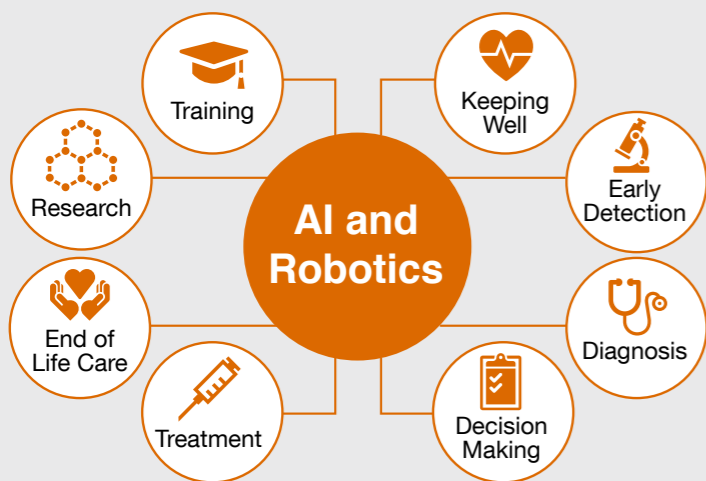 AI and
Robotics
Training
Keeping
Well
Research
Early
Detection
End of
Life Care
Diagnosis
Treatment
Decision
Making